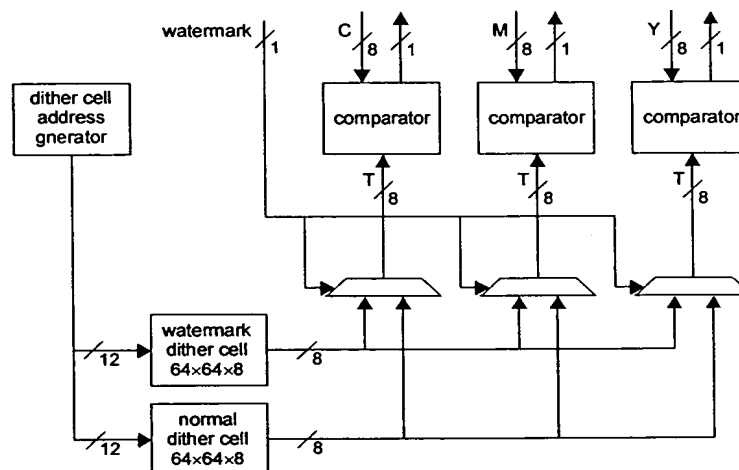 watermark 1 C 8 1 M 8 1 Y 8 1
dither cell
address
gnerator
comparator comparator comparator
T 8 T 8 T 8
watermark
dither cell
64×64×8
12 8
normal
dither cell
64×64×8
12 8